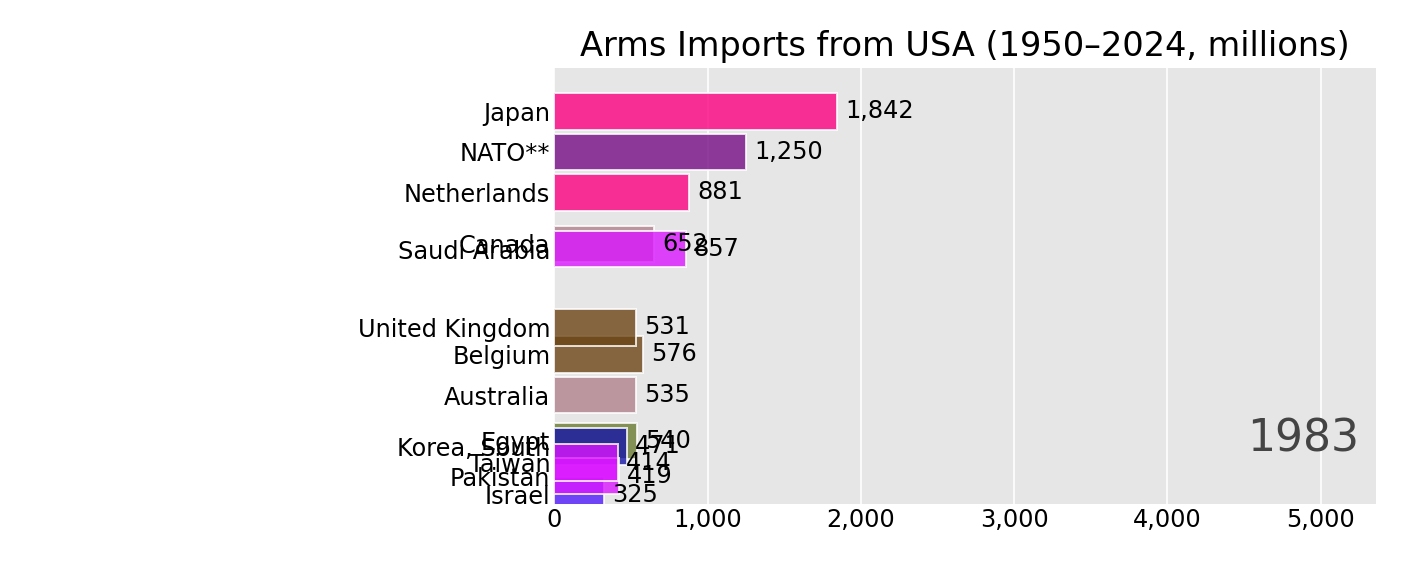 Arms Imports from USA (1950–2024, millions)
Japan 1,842
NATO** 1,250
Netherlands 881
Canada 652
Saudi Arabia 857
United Kingdom 531
Belgium 576
Australia 535
Egypt 540
Korea, South 471
Taiwan 414
Pakistan 419
Israel 325
1983
0 1,000 2,000 3,000 4,000 5,000